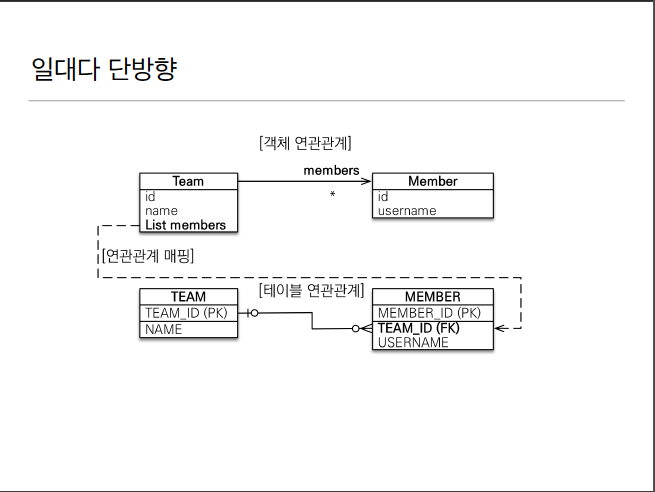 일대다 단방향
[객체 연관관계]
members
Team
Member
*
id
name
List members
id
username
[연관관계 매핑]
[테이블 연관관계]
TEAM
TEAM_ID (PK)
NAME
MEMBER
MEMBER_ID (PK)
TEAM_ID (FK)
USERNAME